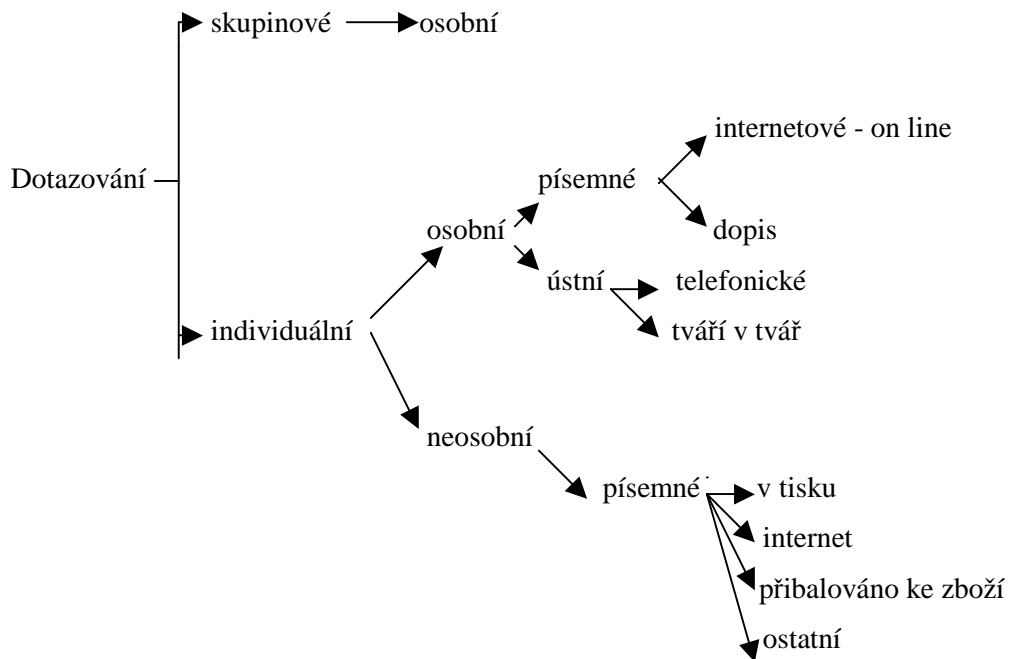 skupinové osobní
internetové - on line
Dotazování písemné
osobní dopis
ústní telefonické
individuální tváří v tvář
neosobní
písemné v tisku
internet
přibalováno ke zboží
ostatní